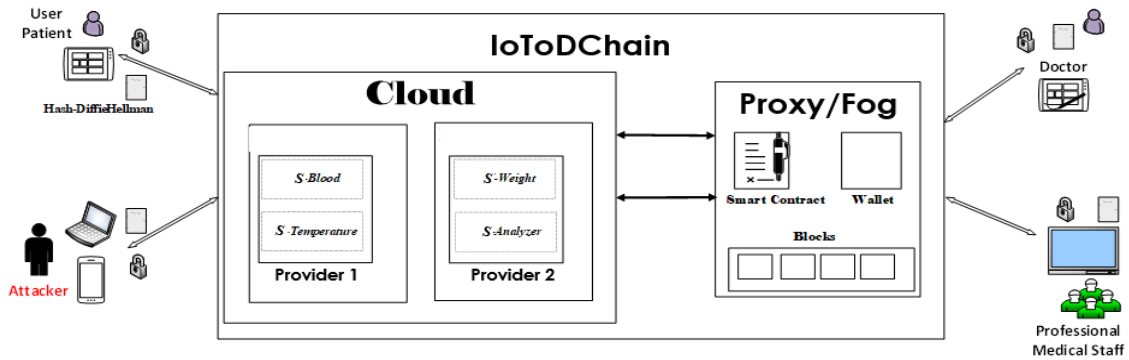 User
Patient
Hash-DiffieHellman
Attacker
IoToDChain
Cloud
S-Blood
S-Temperature
Provider 1
S-Weight
S-Analyzer
Provider 2
Proxy/Fog
Smart Contract
Wallet
Blocks
Doctor
Professional
Medical Staff